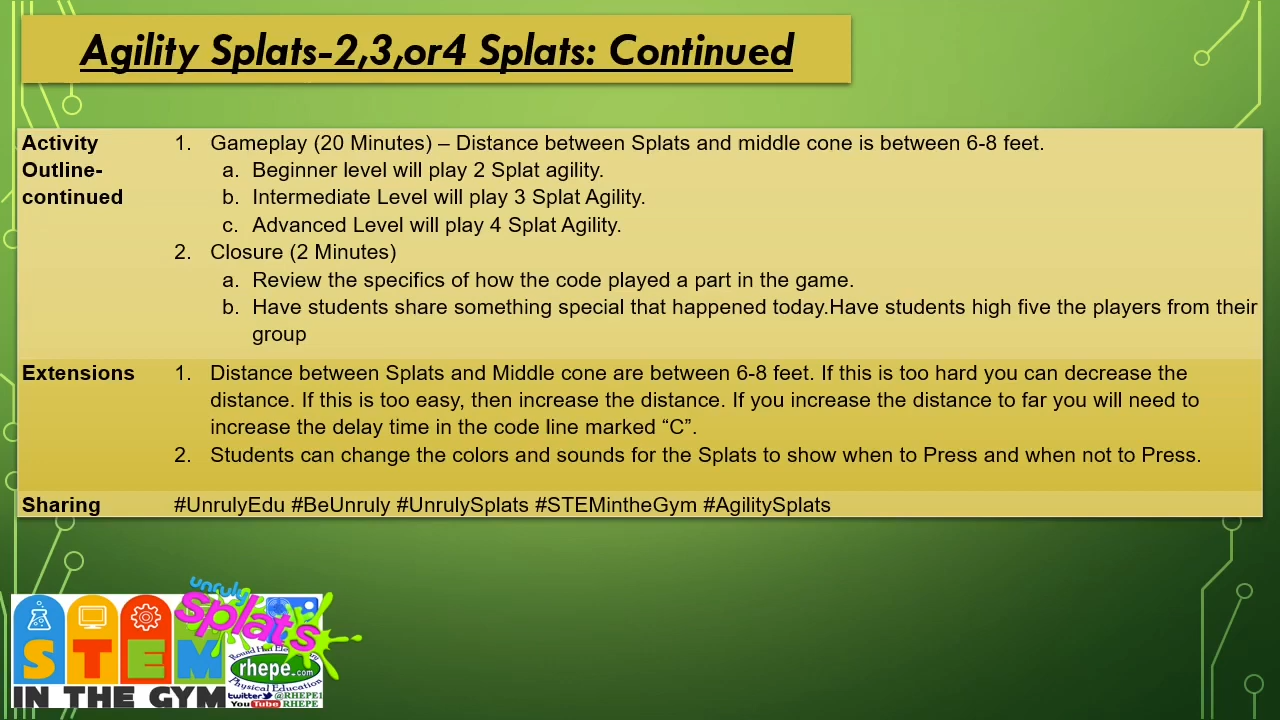 Agility Splats-2,3,or4 Splats: Continued
Activity Outline-continued
1. Gameplay (20 Minutes) – Distance between Splats and middle cone is between 6-8 feet.
a. Beginner level will play 2 Splat agility.
b. Intermediate Level will play 3 Splat Agility.
c. Advanced Level will play 4 Splat Agility.
2. Closure (2 Minutes)
a. Review the specifics of how the code played a part in the game.
b. Have students share something special that happened today.Have students high five the players from their
group
Extensions
1. Distance between Splats and Middle cone are between 6-8 feet. If this is too hard you can decrease the
distance. If this is too easy, then increase the distance. If you increase the distance to far you will need to
increase the delay time in the code line marked “C”.
2. Students can change the colors and sounds for the Splats to show when to Press and when not to Press.
Sharing
#UnrulyEdu #BeUnruly #UnrulySplats #STEMintheGym #AgilitySplats
unruly
splats
STEM
IN THE GYM
Round Hill
rhepe.com
Physical Education
twitter @RHEPE1
YouTube RHEPE